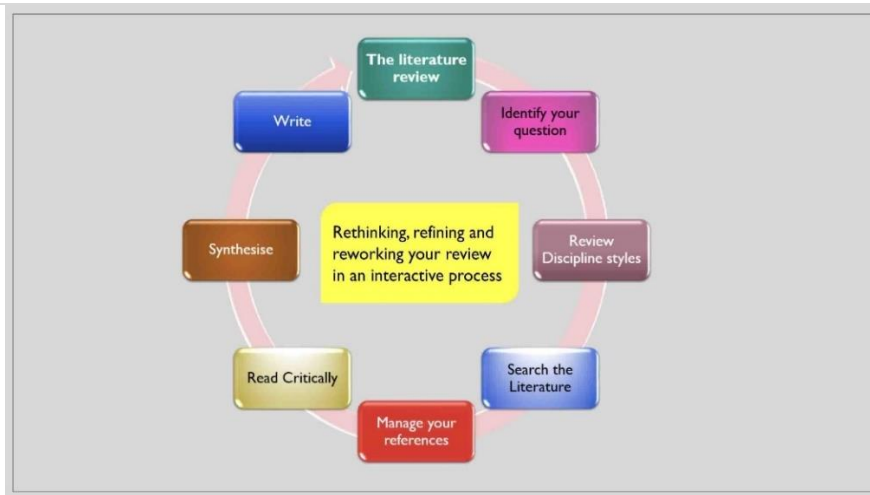 The literature
review
Identify your
question
Review
Discipline styles
Search the
Literature
Manage your
references
Read Critically
Synthesise
Write
Rethinking, refining and
reworking your review
in an interactive process